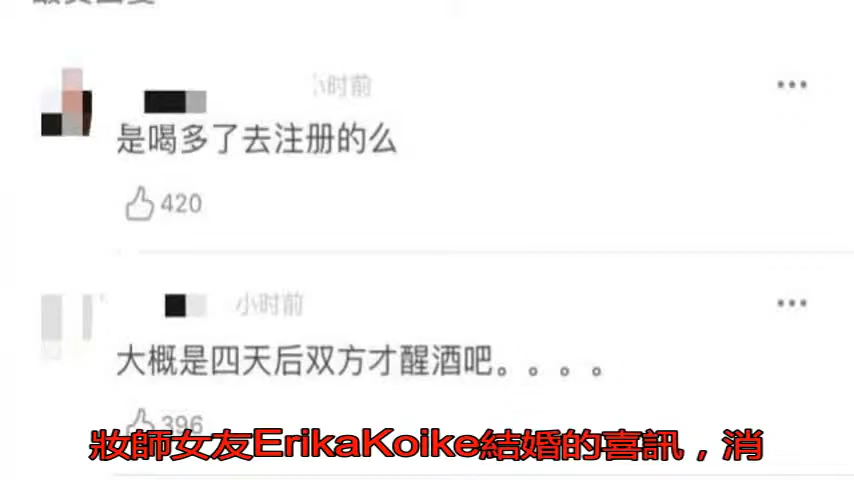 小时前
是喝多了去注册的么
420
小时前
大概是四天后双方才醒酒吧。。。。
396
妝師女友ErikaKoike結婚的喜訊，消